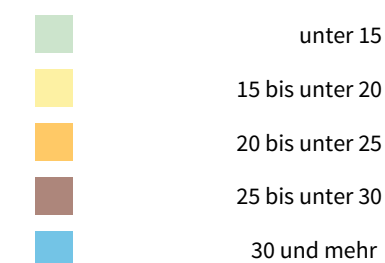 unter 15
15 bis unter 20
20 bis unter 25
25 bis unter 30
30 und mehr